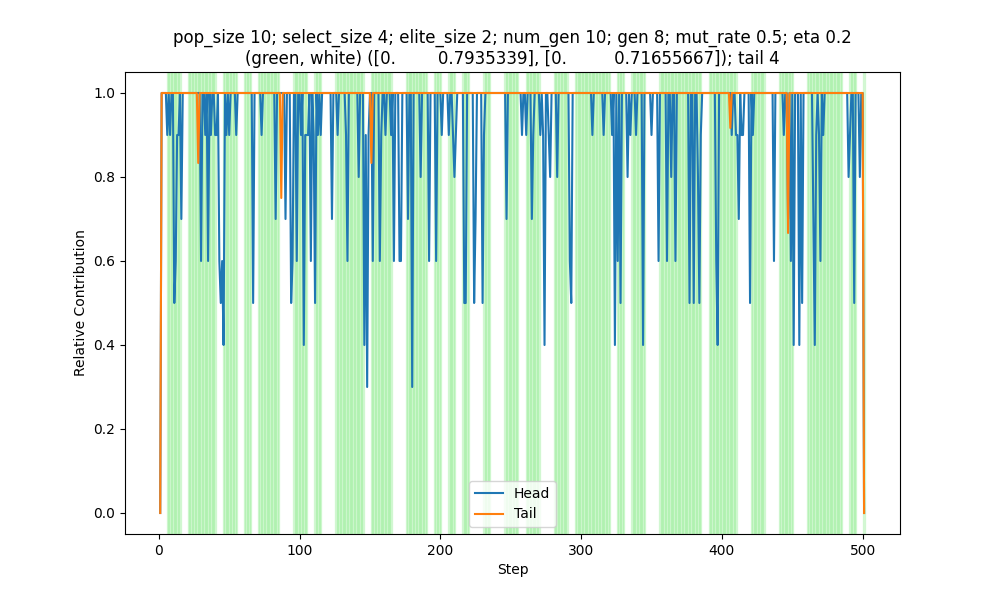 pop_size 10; select_size 4; elite_size 2; num_gen 10; gen 8; mut_rate 0.5; eta 0.2
(green, white) ([0.        0.7935339], [0.         0.71655667]); tail 4
Relative Contribution
1.0
0.8
0.6
0.4
0.2
0.0
Head
Tail
0
100
200
300
400
500
Step